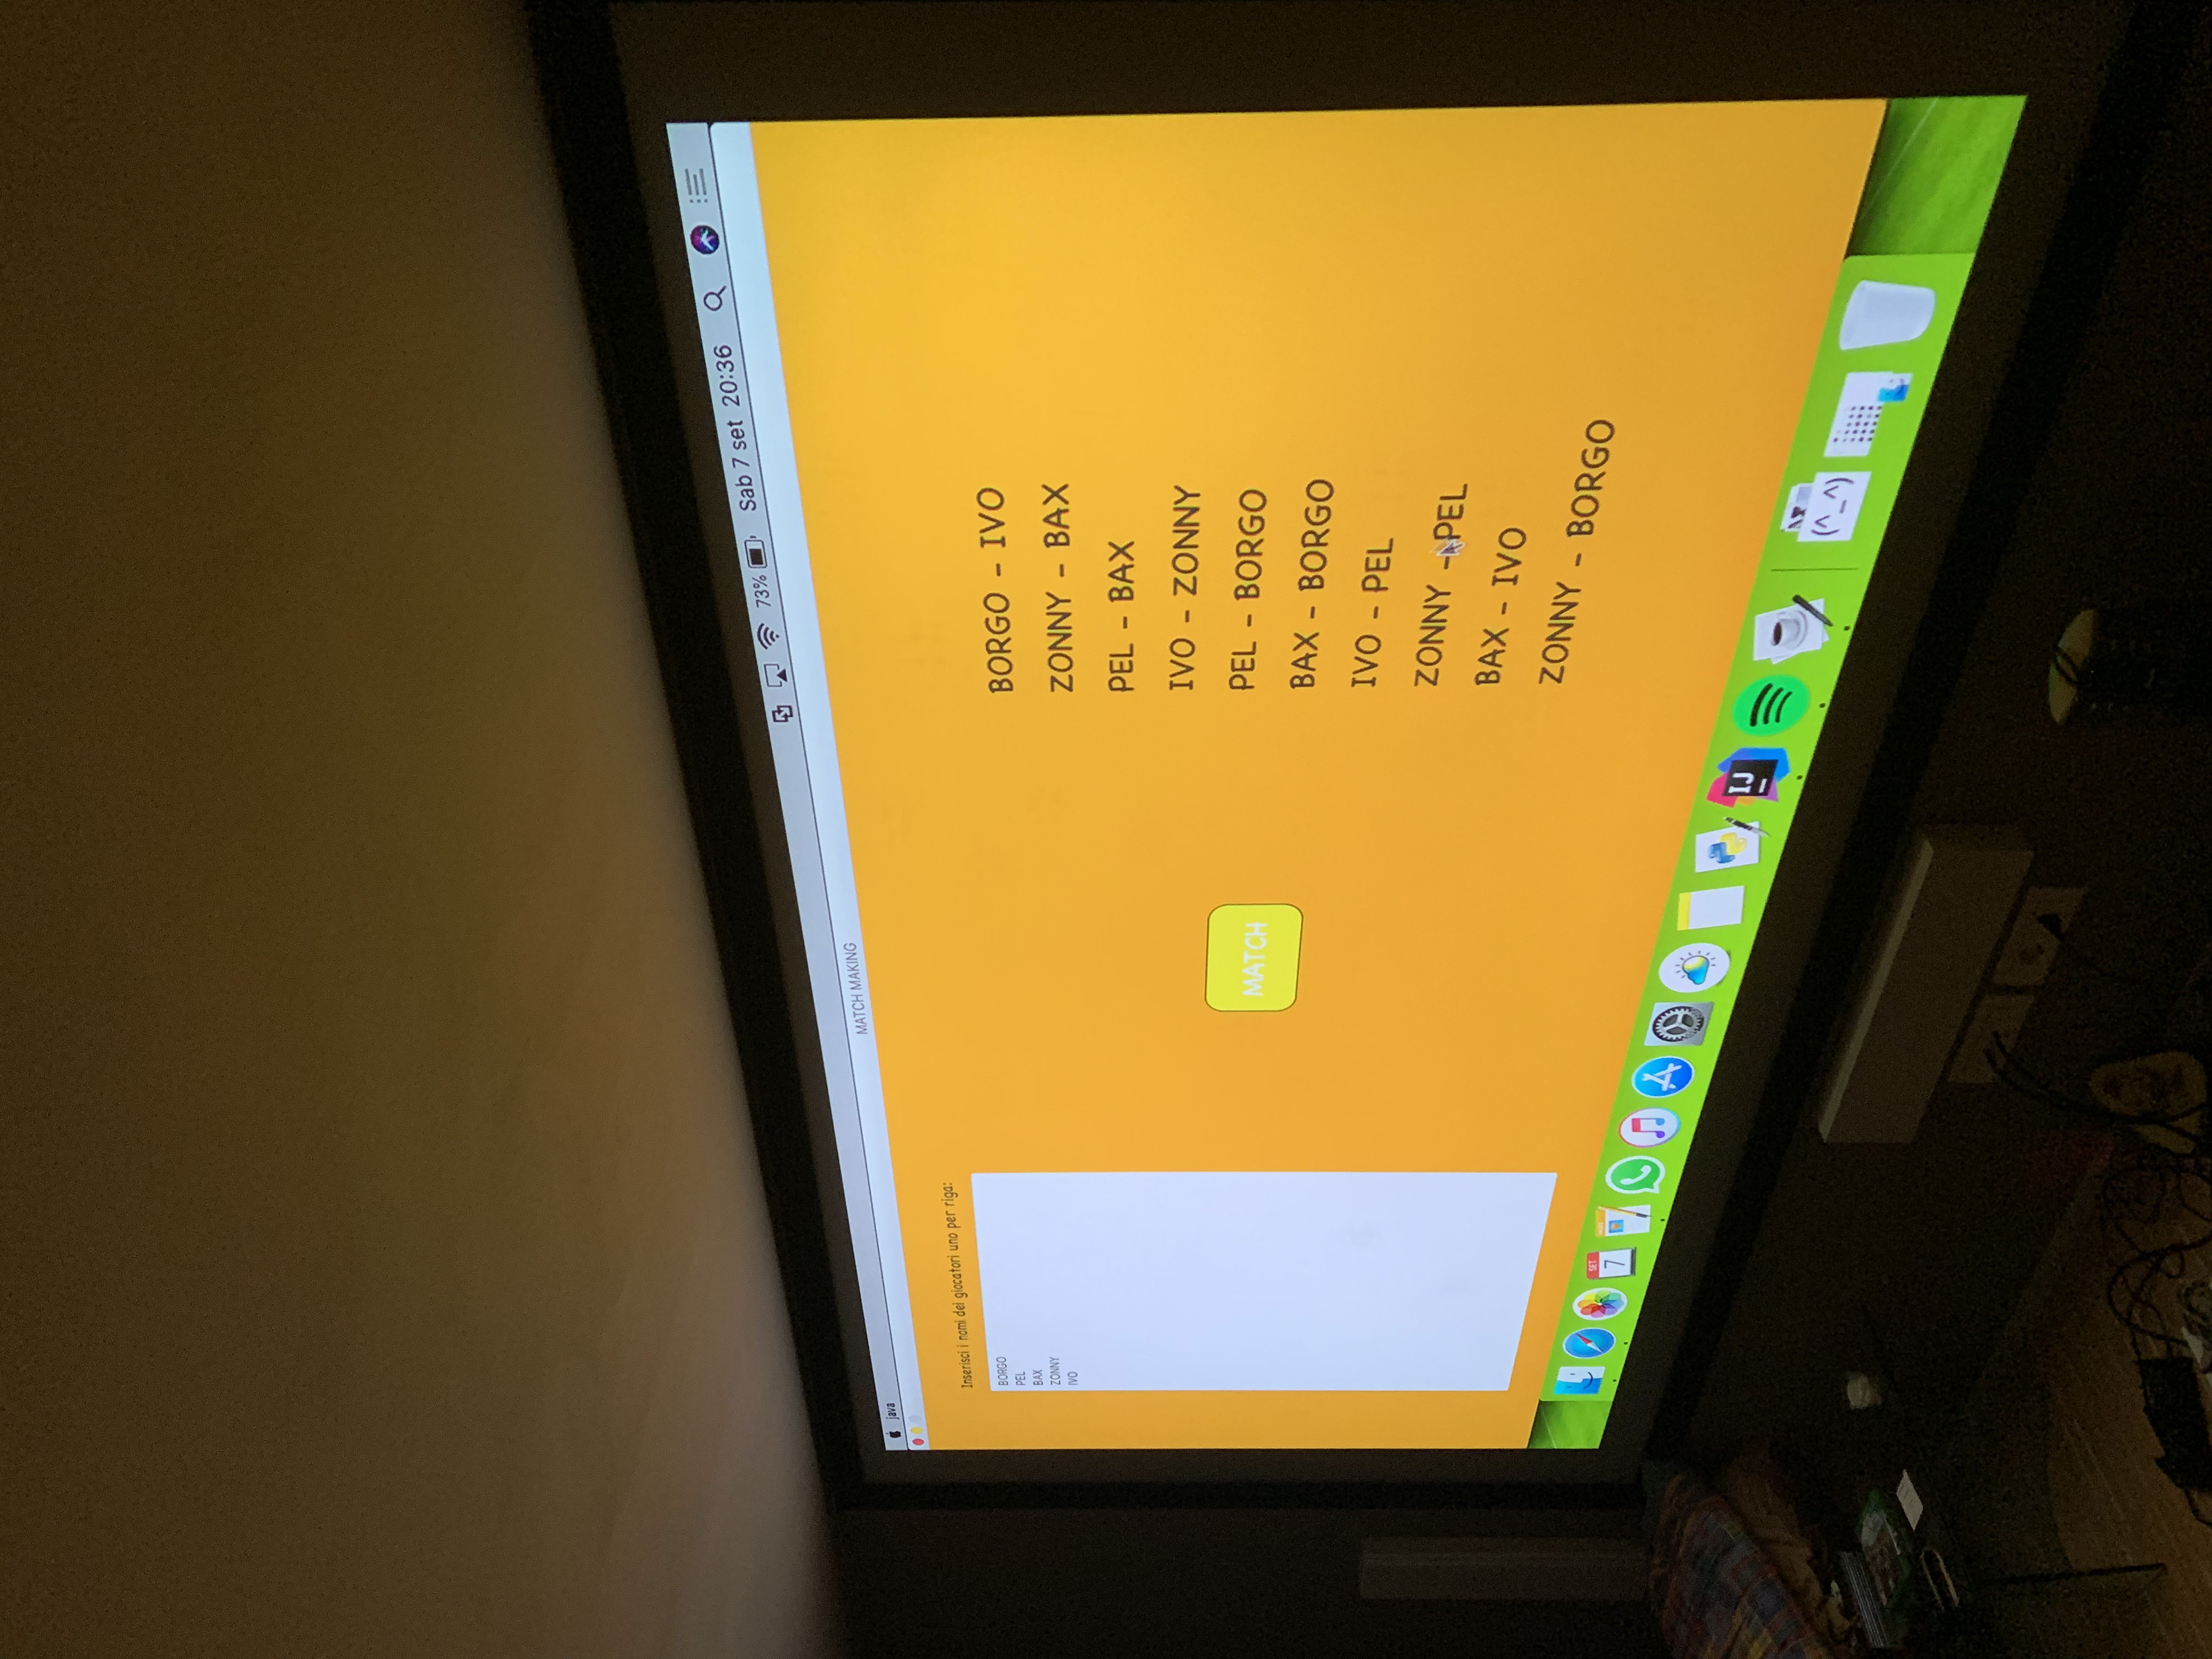 java
Sab 7 set 20:36
73%
MATCH MAKING
Inserisci i nomi dei giocatori uno per riga:
BORGO
PEL
BAX
ZONNY
IVO
MATCH
BORGO - IVO
ZONNY - BAX
PEL - BAX
IVO - ZONNY
PEL - BORGO
BAX - BORGO
IVO - PEL
ZONNY - PEL
BAX - IVO
ZONNY - BORGO
SET
7
IJ
(^_^)